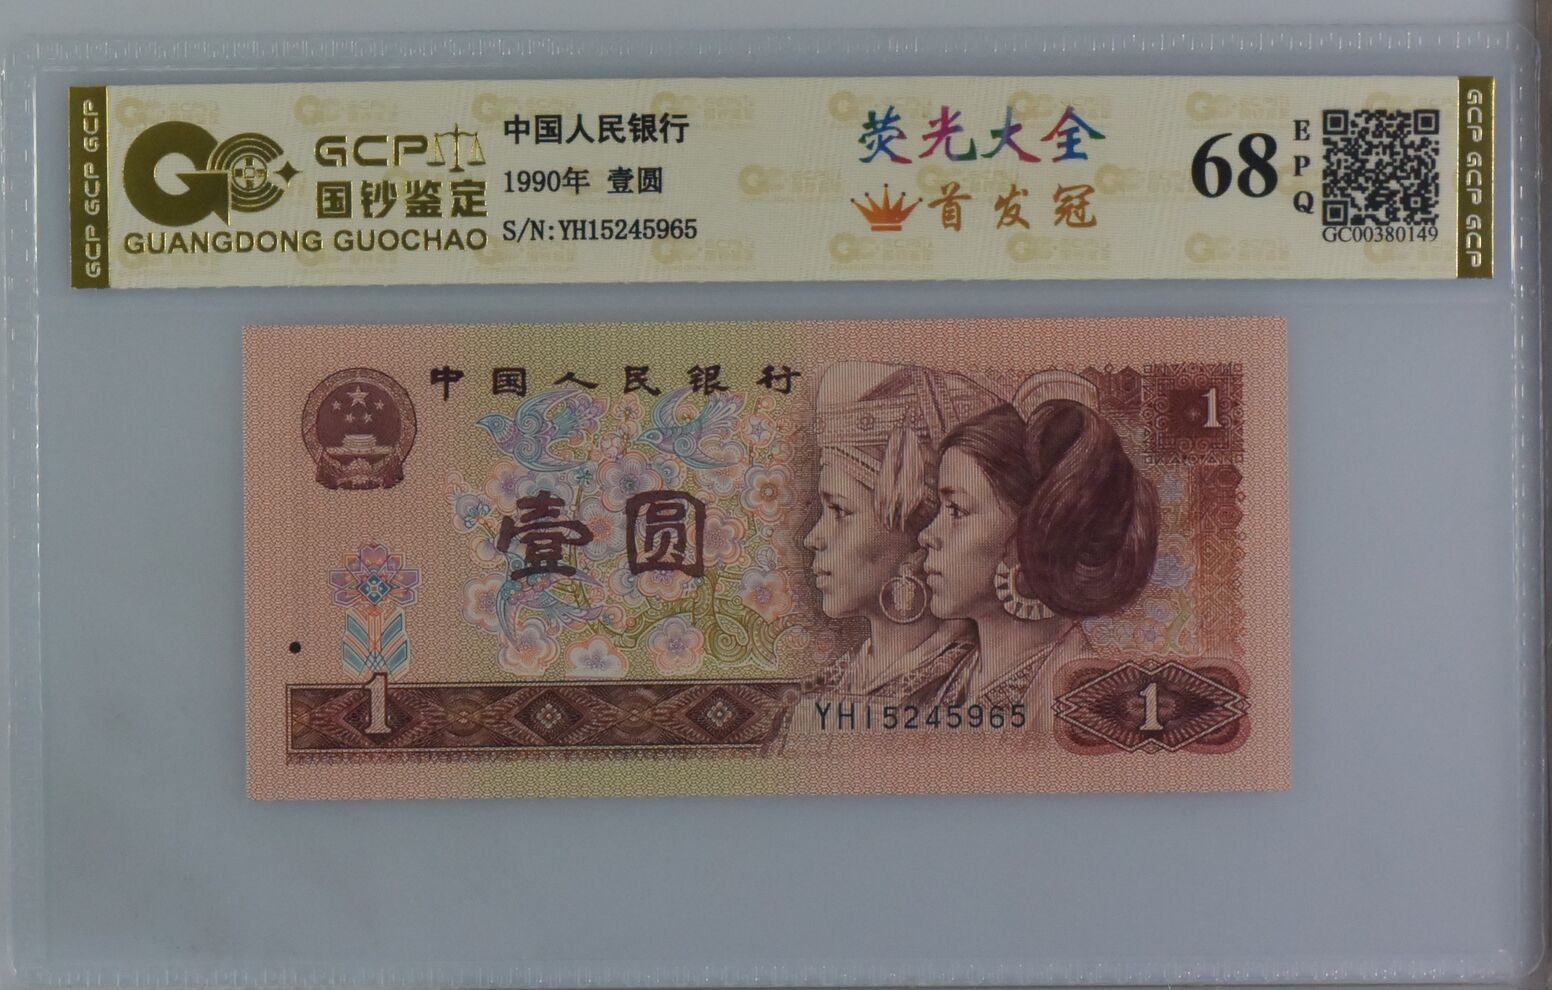 GCP GCP GCP
GCP
国钞鉴定
GUANGDONG GUOCHAO
中国人民银行
1990年 壹圆
S/N:YH15245965
荧光大全
首发冠
68
EPQ
GC00380149
GCP GCP GCP
中国人民银行
1
壹圆
1
YH15245965
1